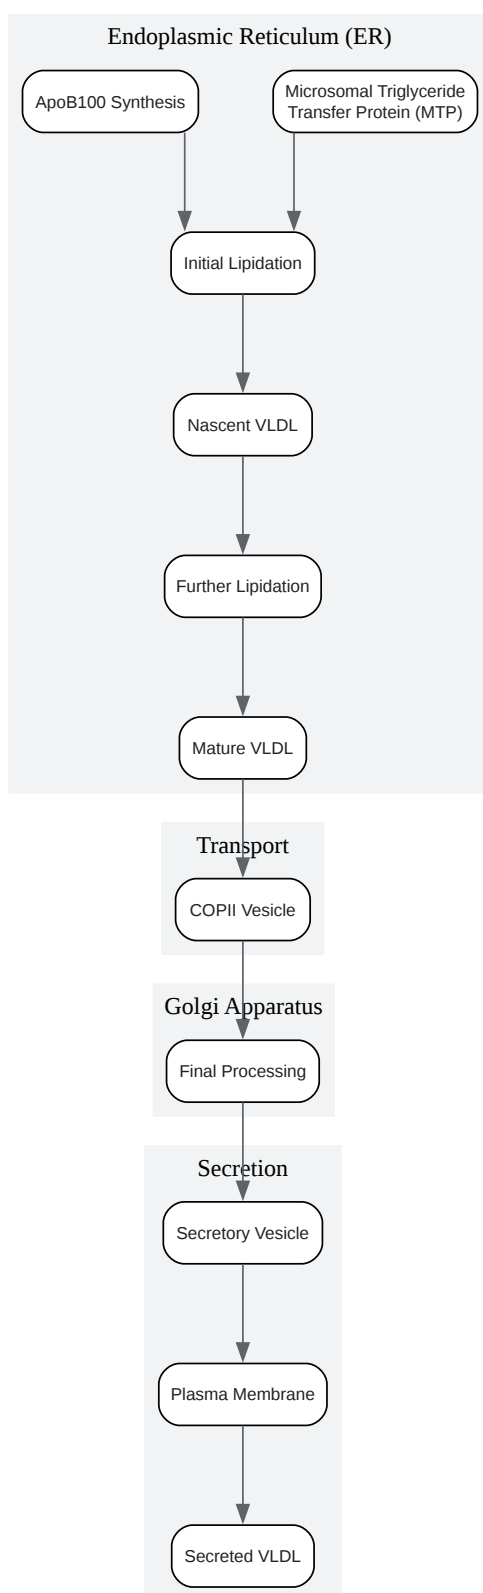 Endoplasmic Reticulum (ER)
ApoB100 Synthesis
Microsomal Triglyceride
Transfer Protein (MTP)
Initial Lipidation
Nascent VLDL
Further Lipidation
Mature VLDL
Transport
COPII Vesicle
Golgi Apparatus
Final Processing
Secretion
Secretory Vesicle
Plasma Membrane
Secreted VLDL